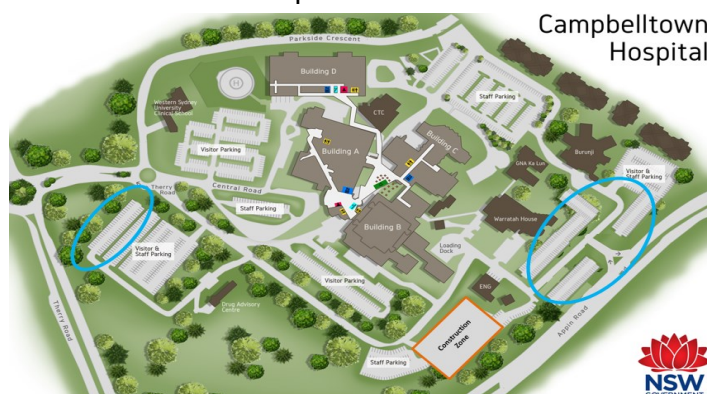 Campbelltown
Hospital
Parkside Crescent
Building D
H
Western Sydney
University
Clinical School
Staff Parking
CTC
Visitor Parking
Building A
Building C
GNA Ka Lun
Burunji
Visitor &
Staff Parking
Therry
Road
Central Road
Staff Parking
Warratah House
Building B
Visitor &
Staff Parking
Loading
Dock
Visitor Parking
ENG
Therry Road
Drug Advisory
Centre
Construction
Zone
Appin Road
Staff Parking
NSW
GOVERNMENT